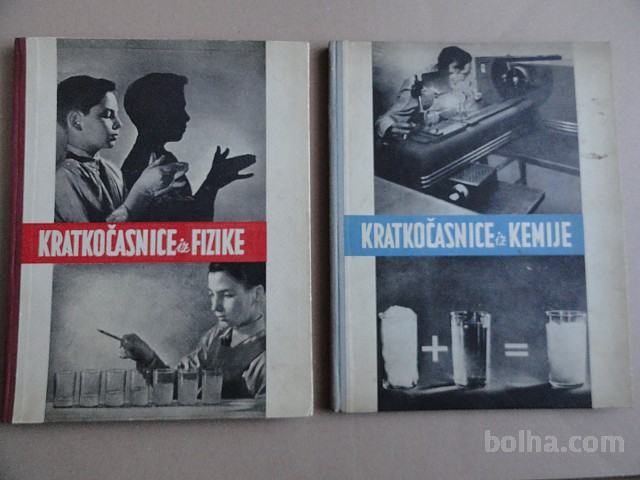 KRATKOČASNICE iz FIZIKE
KRATKOČASNICE iz KEMIJE
+ =
bolha.com